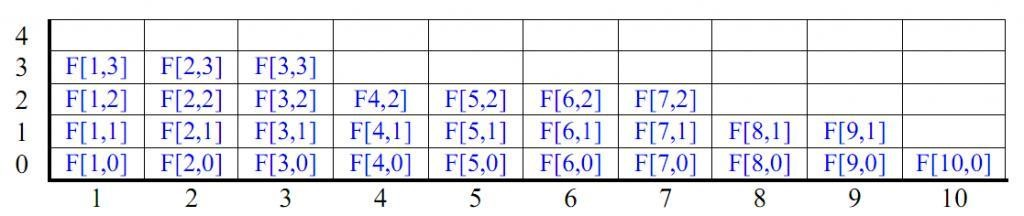 4
3 F[1,3] F[2,3] F[3,3]
2 F[1,2] F[2,2] F[3,2] F4,2] F[5,2] F[6,2] F[7,2]
1 F[1,1] F[2,1] F[3,1] F[4,1] F[5,1] F[6,1] F[7,1] F[8,1] F[9,1]
0 F[1,0] F[2,0] F[3,0] F[4,0] F[5,0] F[6,0] F[7,0] F[8,0] F[9,0] F[10,0]
1 2 3 4 5 6 7 8 9 10